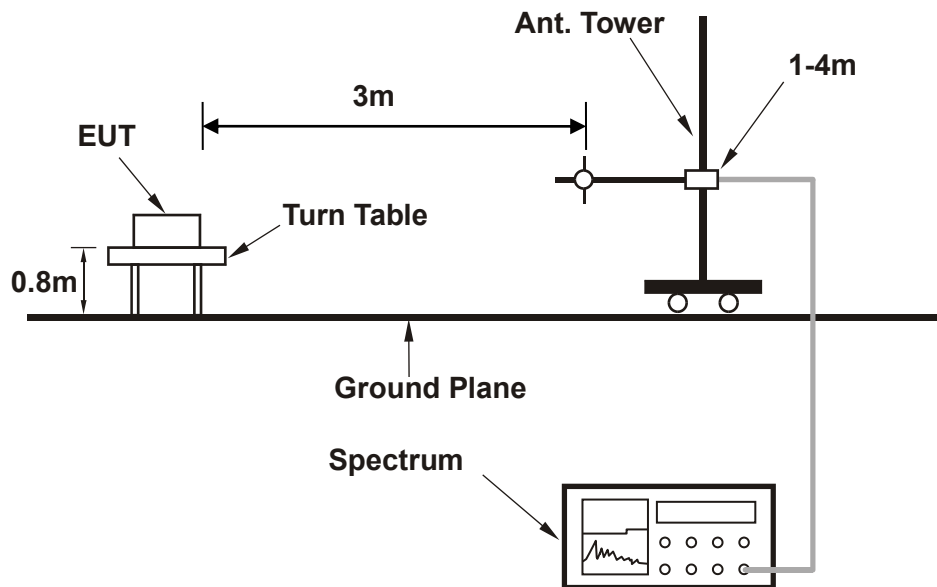 Ant. Tower
1-4m
3m
EUT
Turn Table
0.8m
Ground Plane
Spectrum